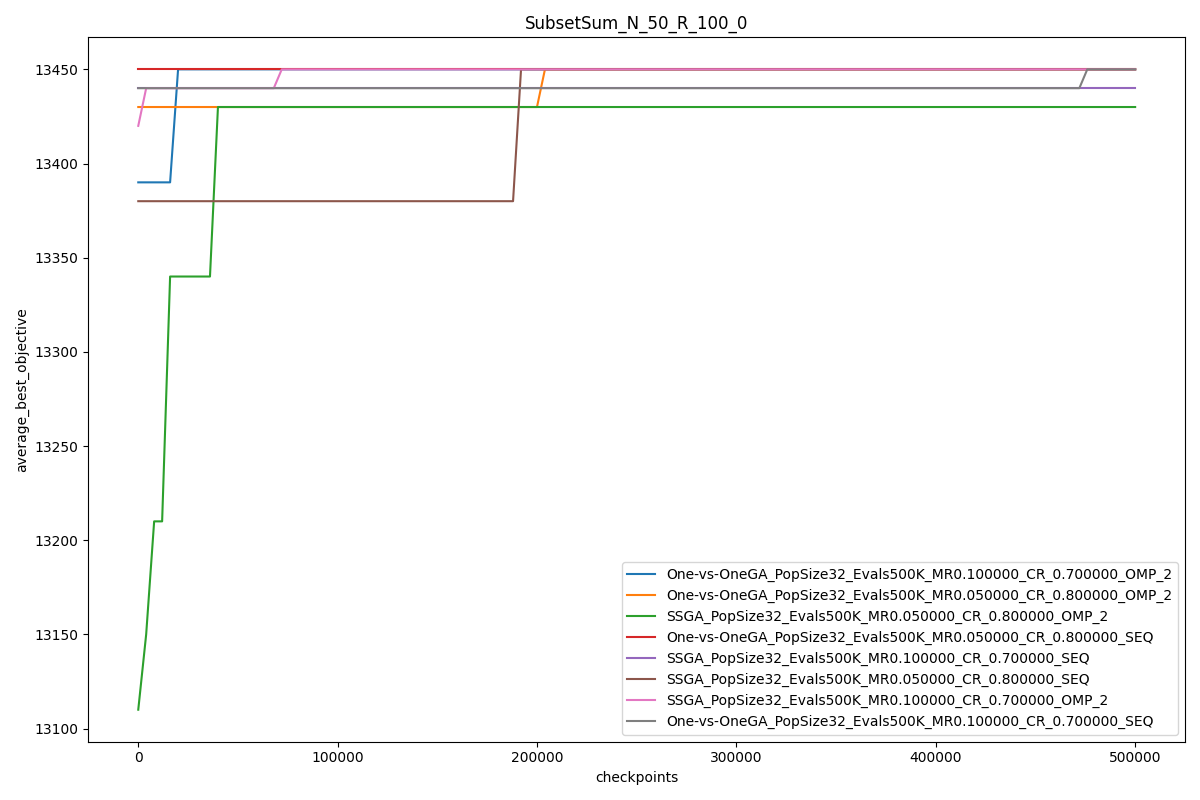 SubsetSum_N_50_R_100_0
average_best_objective
13450
13400
13350
13300
13250
13200
13150
13100
0
100000
200000
300000
400000
500000
checkpoints
One-vs-OneGA_PopSize32_Evals500K_MR0.100000_CR_0.700000_OMP_2
One-vs-OneGA_PopSize32_Evals500K_MR0.050000_CR_0.800000_OMP_2
SSGA_PopSize32_Evals500K_MR0.050000_CR_0.800000_OMP_2
One-vs-OneGA_PopSize32_Evals500K_MR0.050000_CR_0.800000_SEQ
SSGA_PopSize32_Evals500K_MR0.100000_CR_0.700000_SEQ
SSGA_PopSize32_Evals500K_MR0.050000_CR_0.800000_SEQ
SSGA_PopSize32_Evals500K_MR0.100000_CR_0.700000_OMP_2
One-vs-OneGA_PopSize32_Evals500K_MR0.100000_CR_0.700000_SEQ